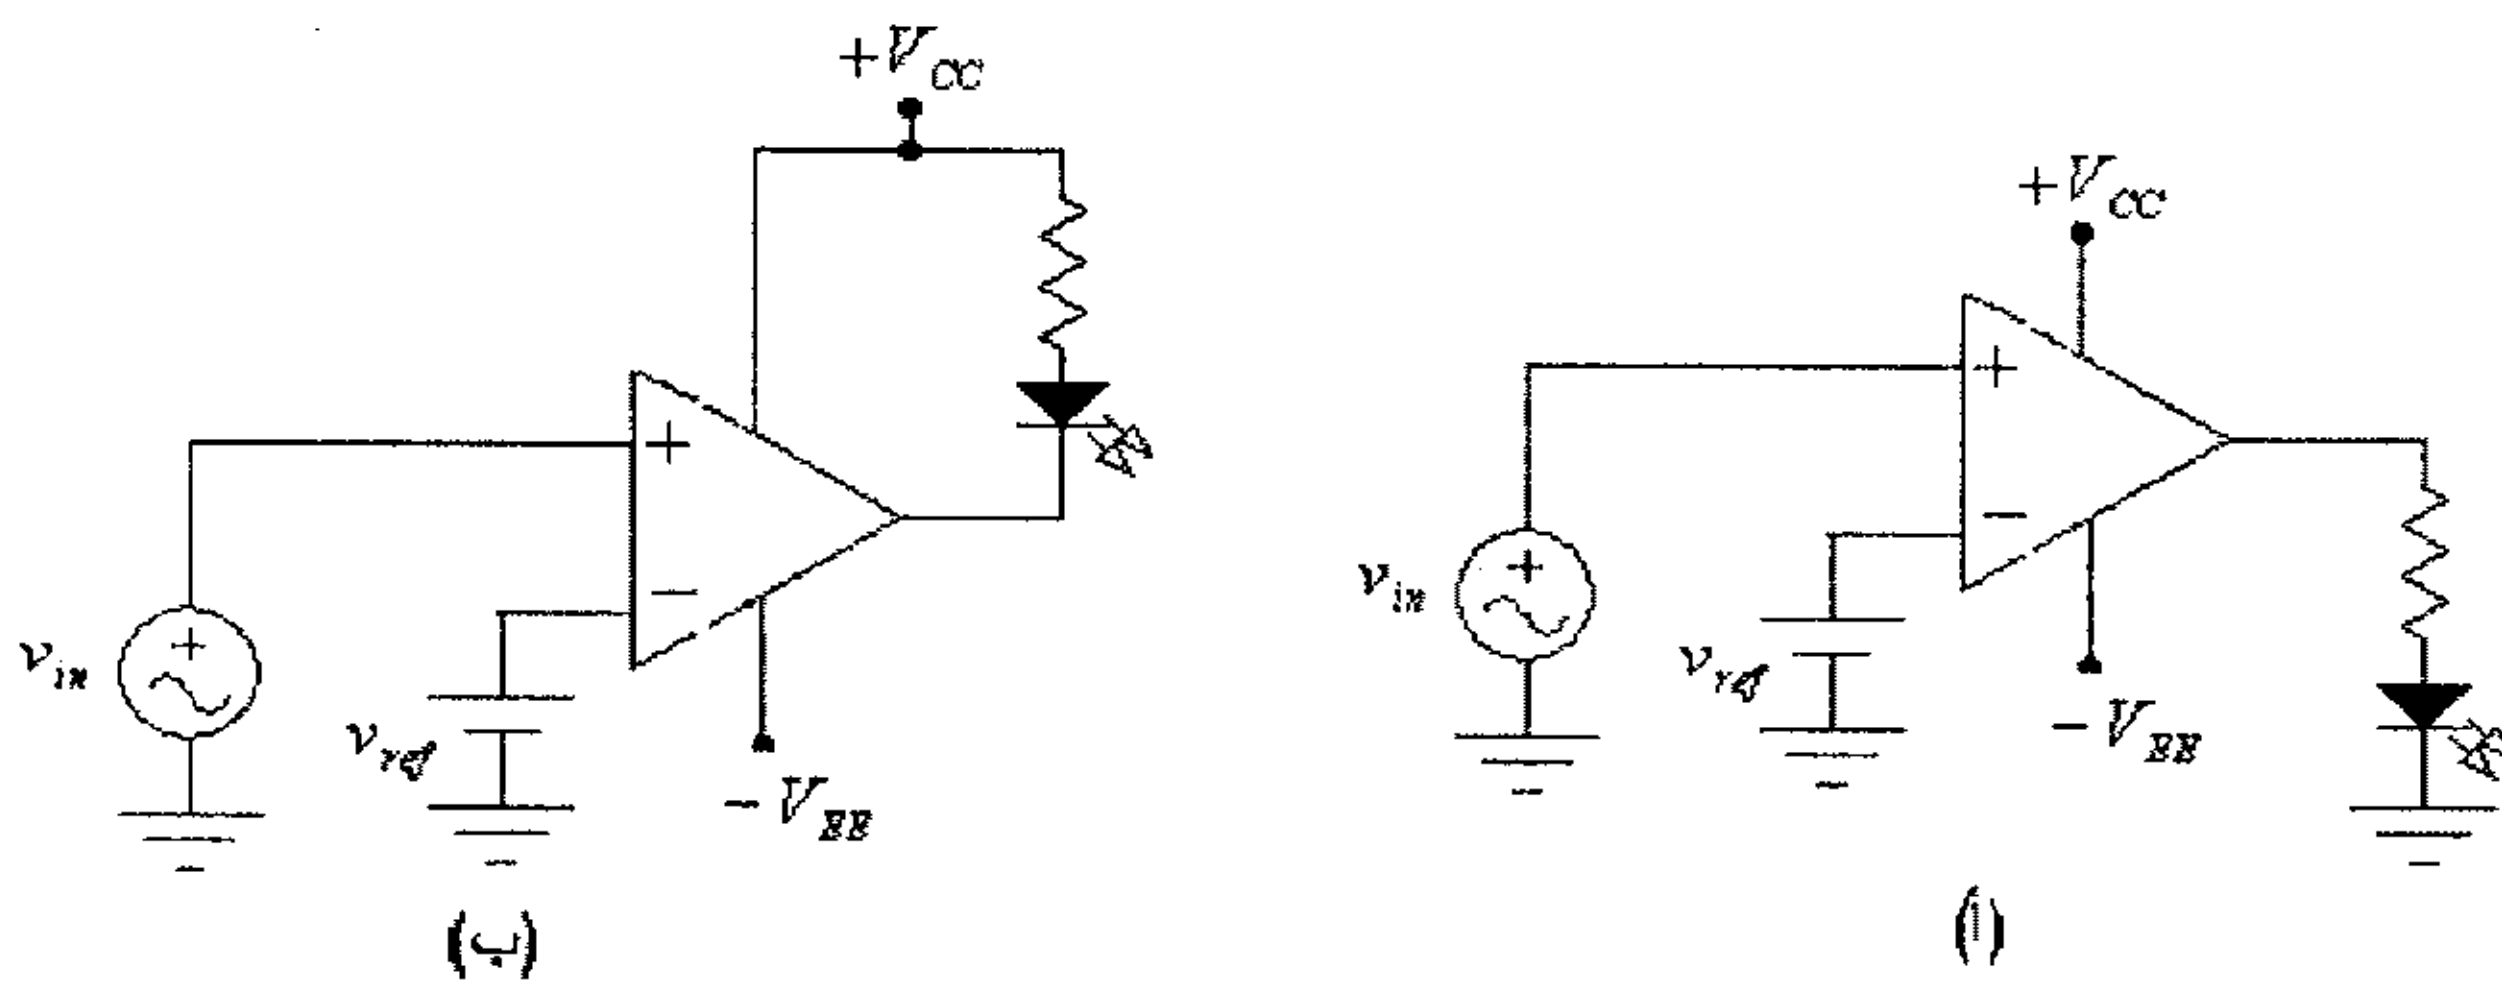 +V_CC
+
−
+
v_in
v_ref
−V_EE
(ب)
+V_CC
+
−
+
v_in
v_ref
−V_EE
(أ)